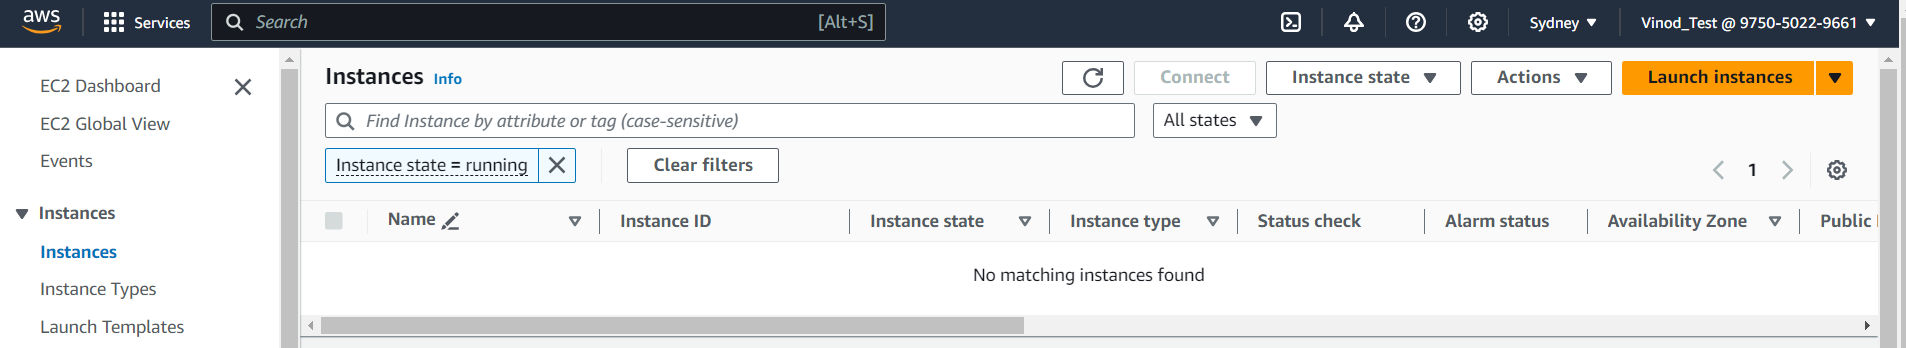 aws Services Search [Alt+S] Sydney Vinod_Test @ 9750-5022-9661
EC2 Dashboard
EC2 Global View
Events
Instances
Instances
Instance Types
Launch Templates
Instances Info Connect Instance state Actions Launch instances
Find Instance by attribute or tag (case-sensitive) All states
Instance state = running Clear filters 1
Name Instance ID Instance state Instance type Status check Alarm status Availability Zone Public
No matching instances found